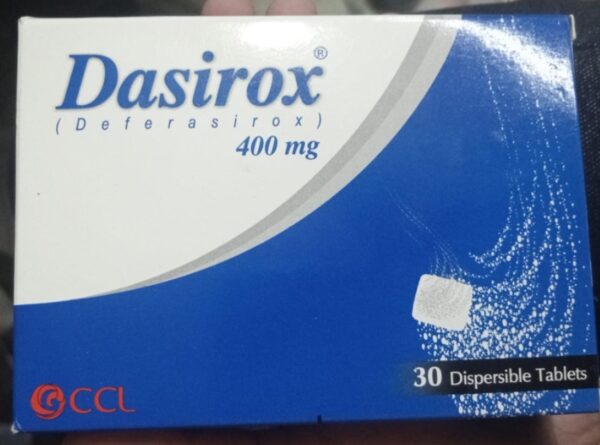 Dasirox®
(Deferasirox)
400 mg
30 Dispersible Tablets
CCL